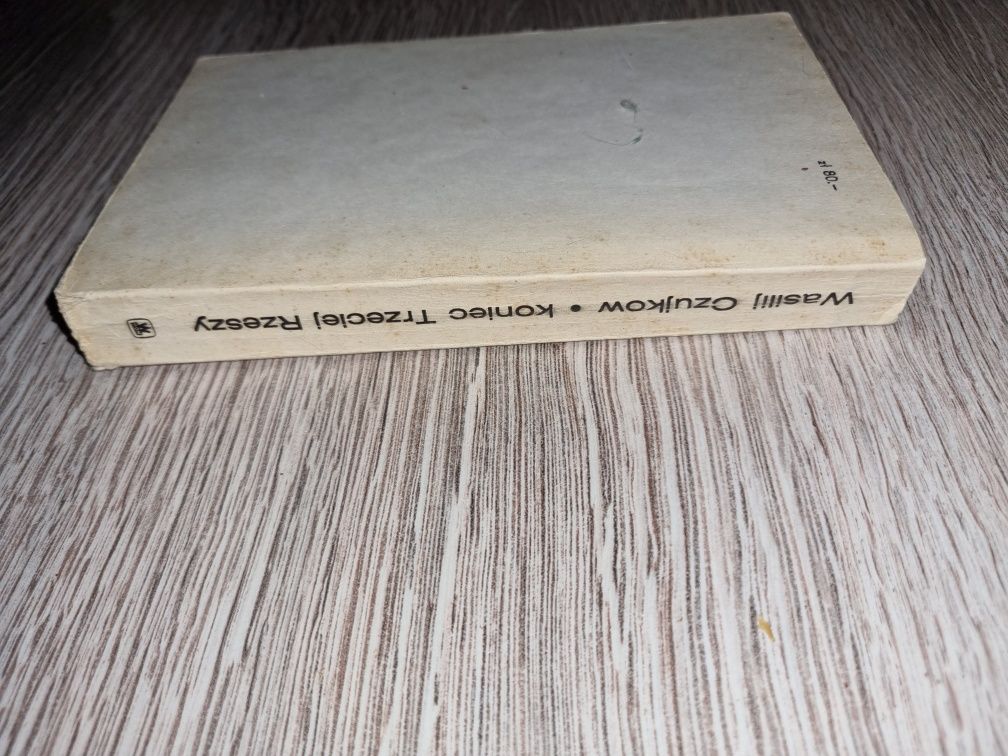 Wasilij Czujkow • koniec Trzeciej Rzeszy
zł 80.-